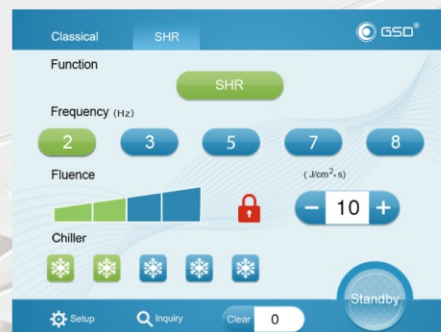 Classical SHR GSD®
Function
SHR
Frequency (Hz)
2 3 5 7 8
Fluence (J/cm²·s)
10
Chiller
Standby
Setup Inquiry Clear 0